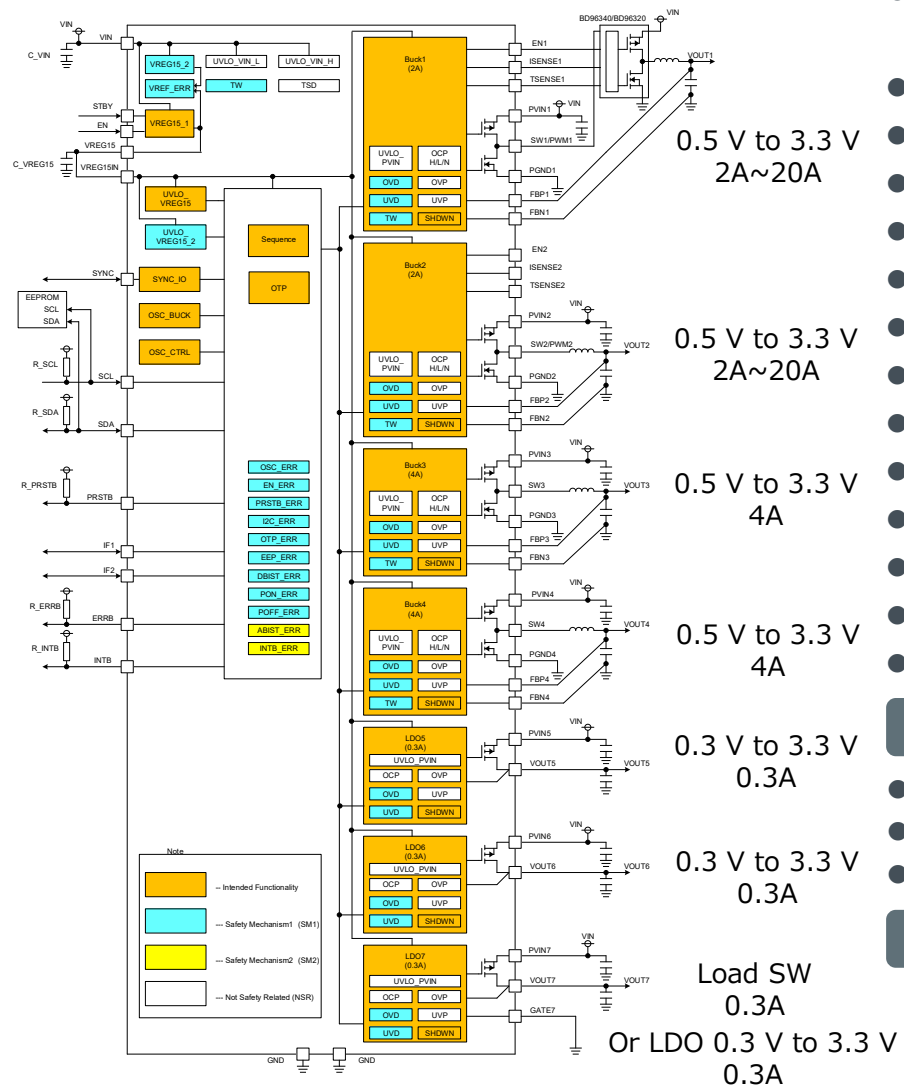 VIN
VIN
C_VIN
VREG15_2
UVLO_VIN_L
UVLO_VIN_H
VREF_ERR
TW
TSD
STBY
EN
VREG15_1
VREG15
C_VREG15
VREG15IN
UVLO_
VREG15
UVLO_
VREG15_2
SYNC
SYNC_IO
EEPROM
SCL
SDA
OSC_BUCK
OSC_CTRL
R_SCL
SCL
R_SDA
SDA
R_PRSTB
PRSTB
IF1
IF2
R_ERRB
ERRB
R_INTB
INTB
Sequence
OTP
OSC_ERR
EN_ERR
PRSTB_ERR
I2C_ERR
OTP_ERR
EEP_ERR
DBIST_ERR
PON_ERR
POFF_ERR
ABIST_ERR
INTB_ERR
Buck1
(2A)
UVLO_
PVIN
OCP
H/L/N
OVD
OVP
UVD
UVP
TW
SHDWN
BD96340/BD96320
VIN
EN1
ISENSE1
TSENSE1
VOUT1
PVIN1
VIN
SW1/PWM1
PGND1
FBP1
FBN1
0.5 V to 3.3 V
2A~20A
Buck2
(2A)
UVLO_
PVIN
OCP
H/L/N
OVD
OVP
UVD
UVP
TW
SHDWN
EN2
ISENSE2
TSENSE2
PVIN2
VIN
SW2/PWM2
VOUT2
PGND2
FBP2
FBN2
0.5 V to 3.3 V
2A~20A
Buck3
(4A)
UVLO_
PVIN
OCP
H/L/N
OVD
OVP
UVD
UVP
TW
SHDWN
VIN
PVIN3
SW3
VOUT3
PGND3
FBP3
FBN3
0.5 V to 3.3 V
4A
Buck4
(4A)
UVLO_
PVIN
OCP
H/L/N
OVD
OVP
UVD
UVP
TW
SHDWN
VIN
PVIN4
SW4
VOUT4
PGND4
FBP4
FBN4
0.5 V to 3.3 V
4A
LDO5
(0.3A)
UVLO_PVIN
OCP
OVP
OVD
UVP
UVD
SHDWN
VIN
PVIN5
VOUT5
VOUT5
0.3 V to 3.3 V
0.3A
LDO6
(0.3A)
UVLO_PVIN
OCP
OVP
OVD
UVP
UVD
SHDWN
VIN
PVIN6
VOUT6
VOUT6
0.3 V to 3.3 V
0.3A
LDO7
(0.3A)
UVLO_PVIN
OCP
OVP
OVD
UVP
UVD
SHDWN
VIN
PVIN7
VOUT7
VOUT7
GATE7
Load SW
0.3A
Or LDO 0.3 V to 3.3 V
0.3A
Note
-- Intended Functionality
--- Safety Mechanism1 (SM1)
--- Safety Mechanism2 (SM2)
--- Not Safety Related (NSR)
GND
GND